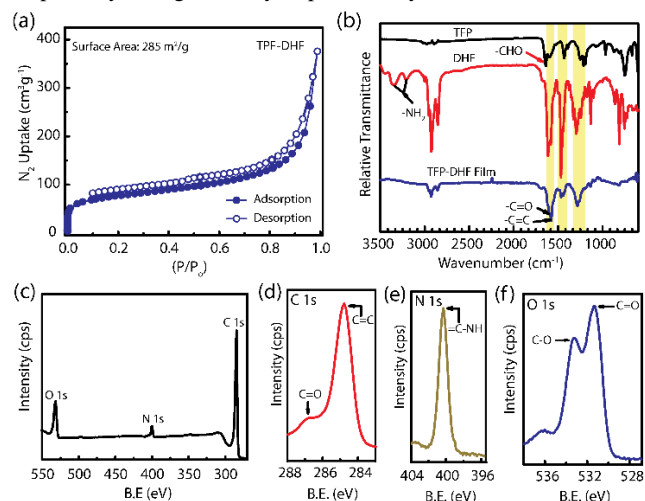 (a)
Surface Area: 285 m²/g
TPF-DHF
N₂ Uptake (cm³g⁻¹)
400
300
200
100
0
Adsorption
Desorption
0.0 0.2 0.4 0.6 0.8 1.0
(P/P₀)
(b)
TFP
-CHO
DHF
-NH₂
TFP-DHF Film
-C=O
-C=C
Relative Transmittance
3500 3000 2500 2000 1500 1000
Wavenumber (cm⁻¹)
(c)
C 1s
O 1s
N 1s
Intensity (cps)
550 500 450 400 350 300
B.E (eV)
(d)
C 1s
C=C
C=O
Intensity (cps)
288 286 284
B.E. (eV)
(e)
N 1s
=C-NH
Intensity (cps)
404 400 396
B.E. (eV)
(f)
O 1s
C=O
C-O
Intensity (cps)
536 531 527
B.E. (eV)